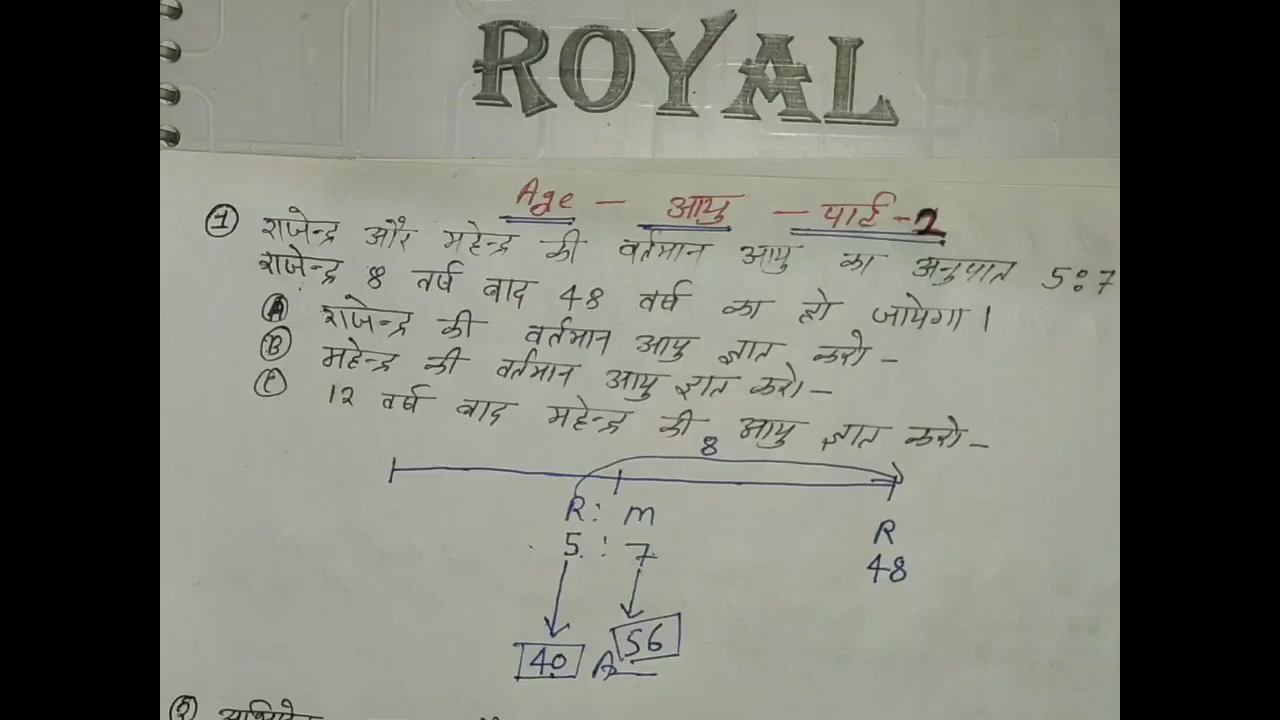 ROYAL
Age - आयु - पार्ट-2
① राजेन्द्र और महेन्द्र की वर्तमान आयु का अनुपात 5:7
राजेन्द्र 8 वर्ष बाद 48 वर्ष का हो जायेगा।
Ⓐ राजेन्द्र की वर्तमान आयु ज्ञात करो-
Ⓑ महेन्द्र की वर्तमान आयु ज्ञात करो-
12 वर्ष बाद महेन्द्र की आयु ज्ञात करो-
8
R : m
R
5 : 7
48
40
56
②